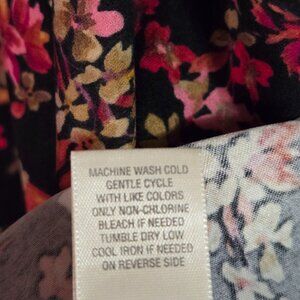 MACHINE WASH COLD
GENTLE CYCLE
WITH LIKE COLORS
ONLY NON-CHLORINE
BLEACH IF NEEDED
TUMBLE DRY LOW
COOL IRON IF NEEDED
ON REVERSE SIDE